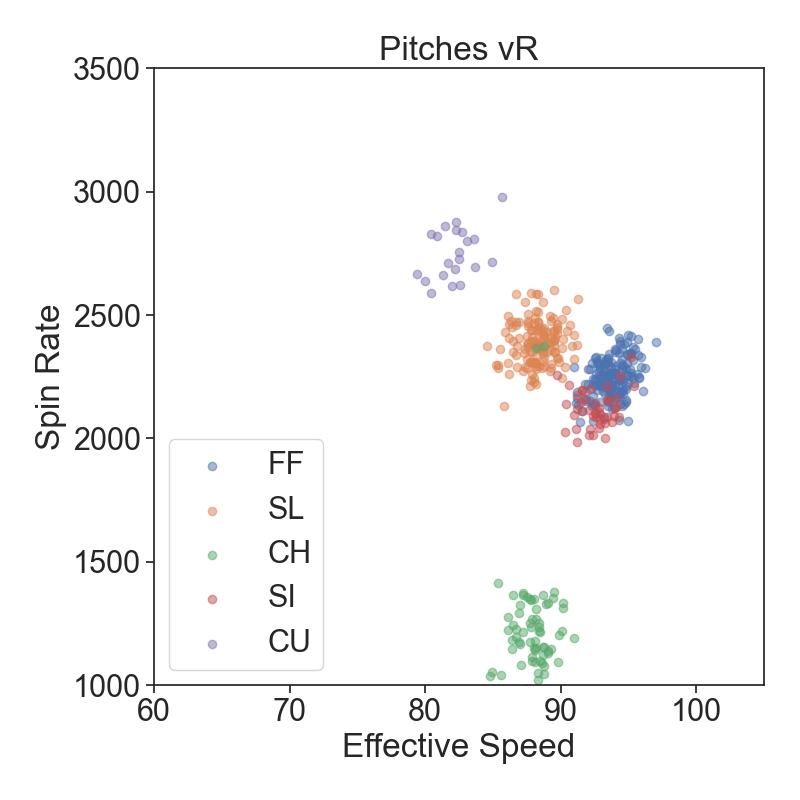 Pitches vR
3500
3000
2500
2000
1500
1000
Spin Rate
FF
SL
CH
SI
CU
60 70 80 90 100
Effective Speed